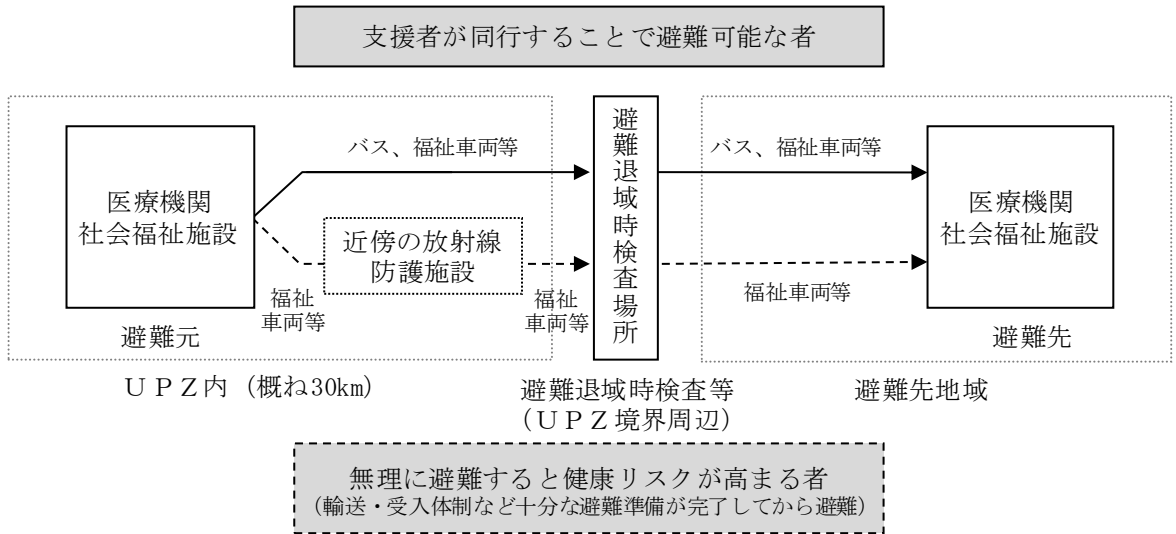 支援者が同行することで避難可能な者
バス、福祉車両等
バス、福祉車両等
医療機関
社会福祉施設
避難元
近傍の放射線
防護施設
福祉
車両等
福祉
車両等
避難退域時検査場所
医療機関
社会福祉施設
福祉車両等
避難先
ＵＰＺ内（概ね30km）
避難退域時検査等
（ＵＰＺ境界周辺）
避難先地域
無理に避難すると健康リスクが高まる者
（輸送・受入体制など十分な避難準備が完了してから避難）